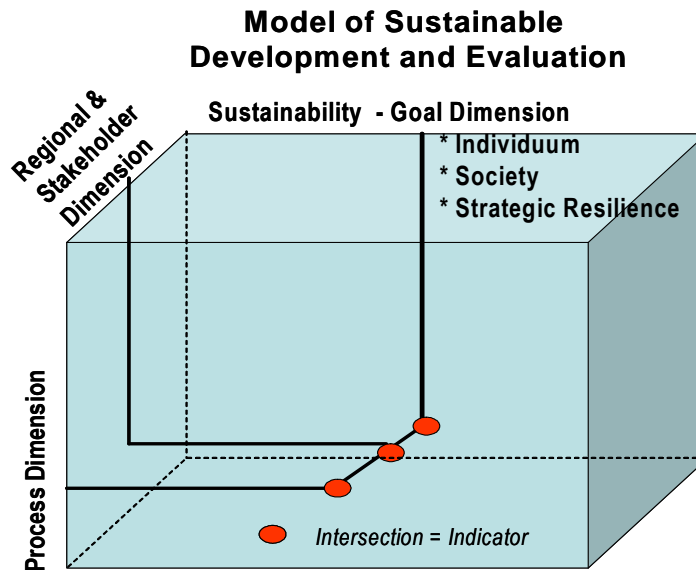 Model of Sustainable
Development and Evaluation
Regional &
Stakeholder
Dimension
Sustainability - Goal Dimension
* Individuum
* Society
* Strategic Resilience
Process Dimension
Intersection = Indicator